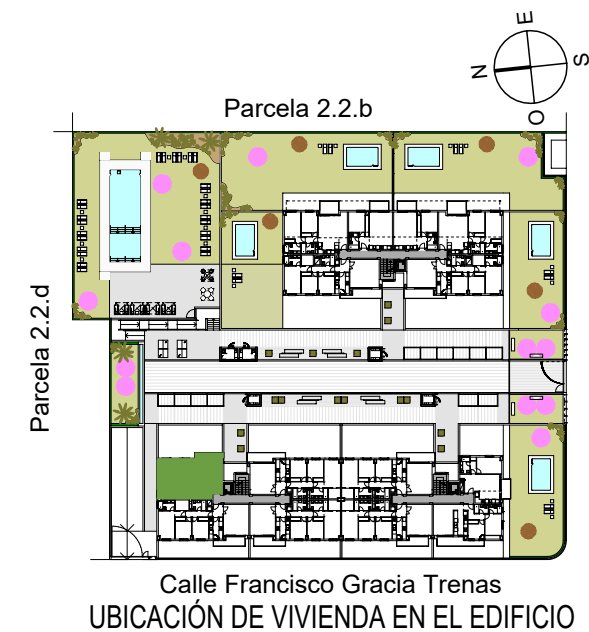 E
N
S
O
Parcela 2.2.b
Parcela 2.2.d
Calle Francisco Gracia Trenas
UBICACIÓN DE VIVIENDA EN EL EDIFICIO